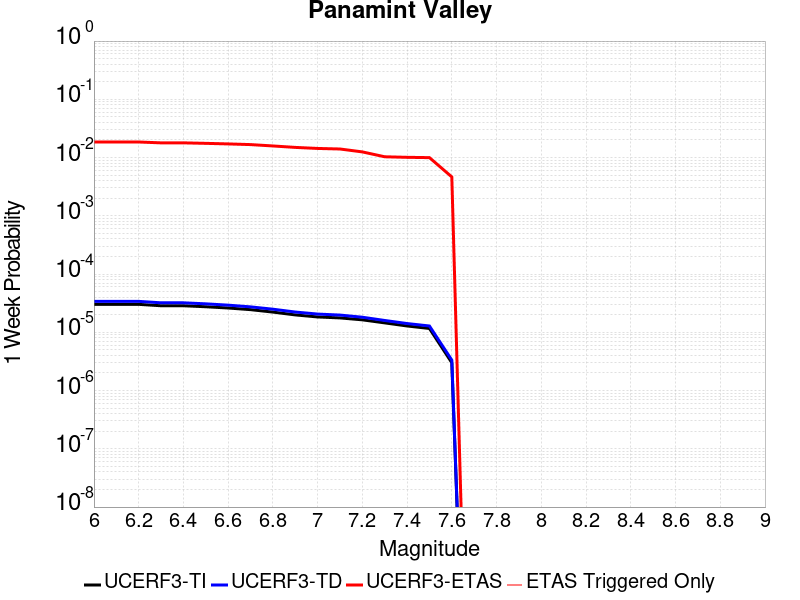 Panamint Valley
10^0
10^-1
10^-2
10^-3
10^-4
10^-5
10^-6
10^-7
10^-8
1 Week Probability
6 6.2 6.4 6.6 6.8 7 7.2 7.4 7.6 7.8 8 8.2 8.4 8.6 8.8 9
Magnitude
UCERF3-TI UCERF3-TD UCERF3-ETAS ETAS Triggered Only